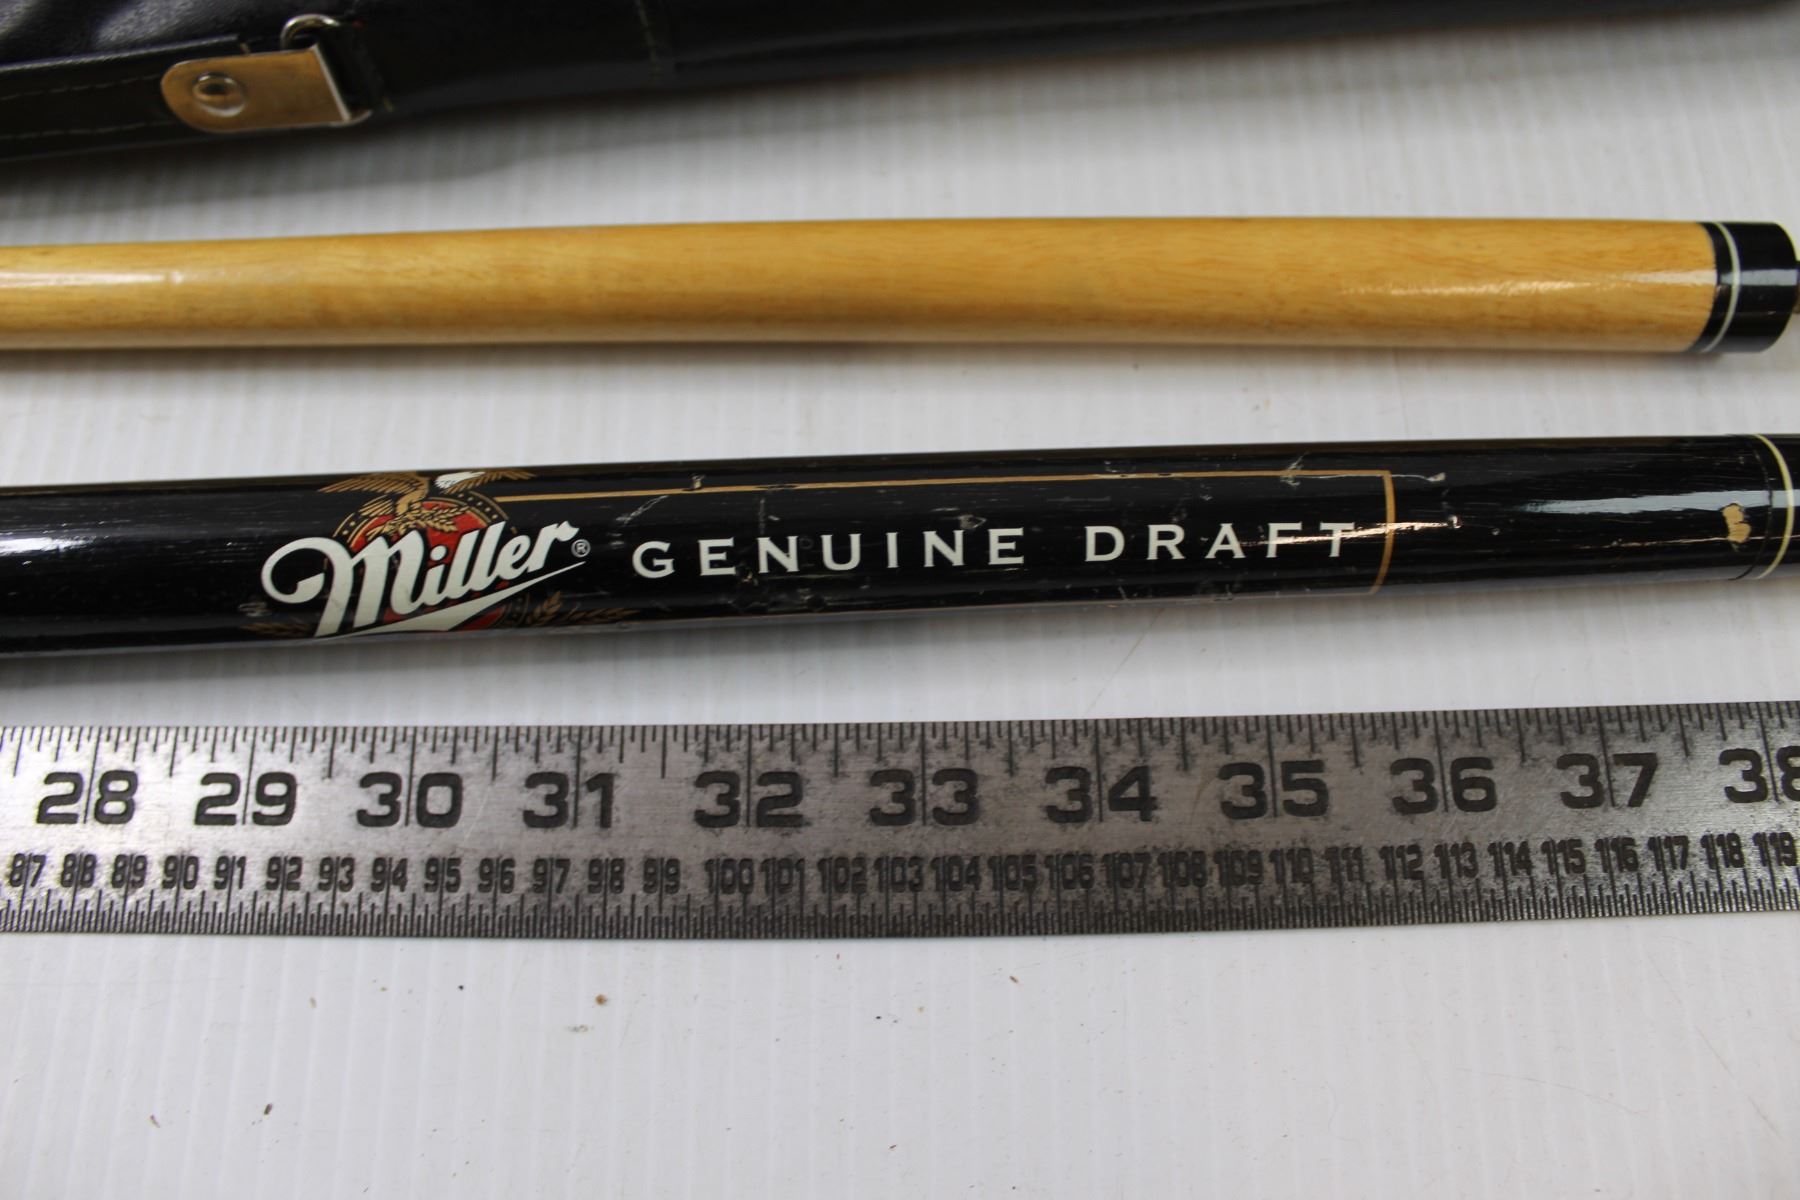 Miller® GENUINE DRAFT
28 29 30 31 32 33 34 35 36 37 38
87 88 89 90 91 92 93 94 95 96 97 98 99 100 101 102 103 104 105 106 107 108 109 110 111 112 113 114 115 116 117 118 119